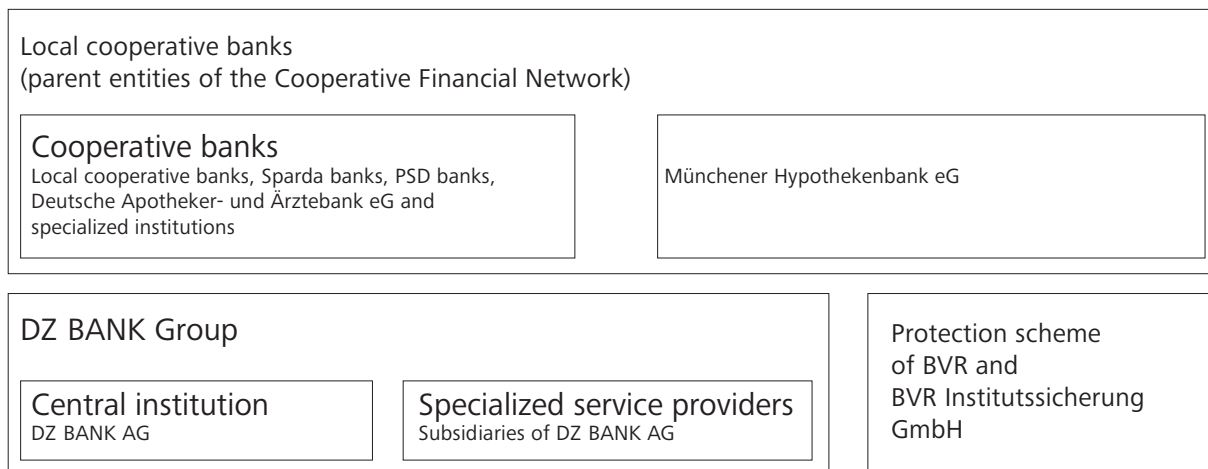 Local cooperative banks
(parent entities of the Cooperative Financial Network)
Cooperative banks
Local cooperative banks, Sparda banks, PSD banks,
Deutsche Apotheker- und Ärztebank eG and
specialized institutions
Münchener Hypothekenbank eG
DZ BANK Group
Central institution
DZ BANK AG
Specialized service providers
Subsidiaries of DZ BANK AG
Protection scheme
of BVR and
BVR Institutssicherung
GmbH